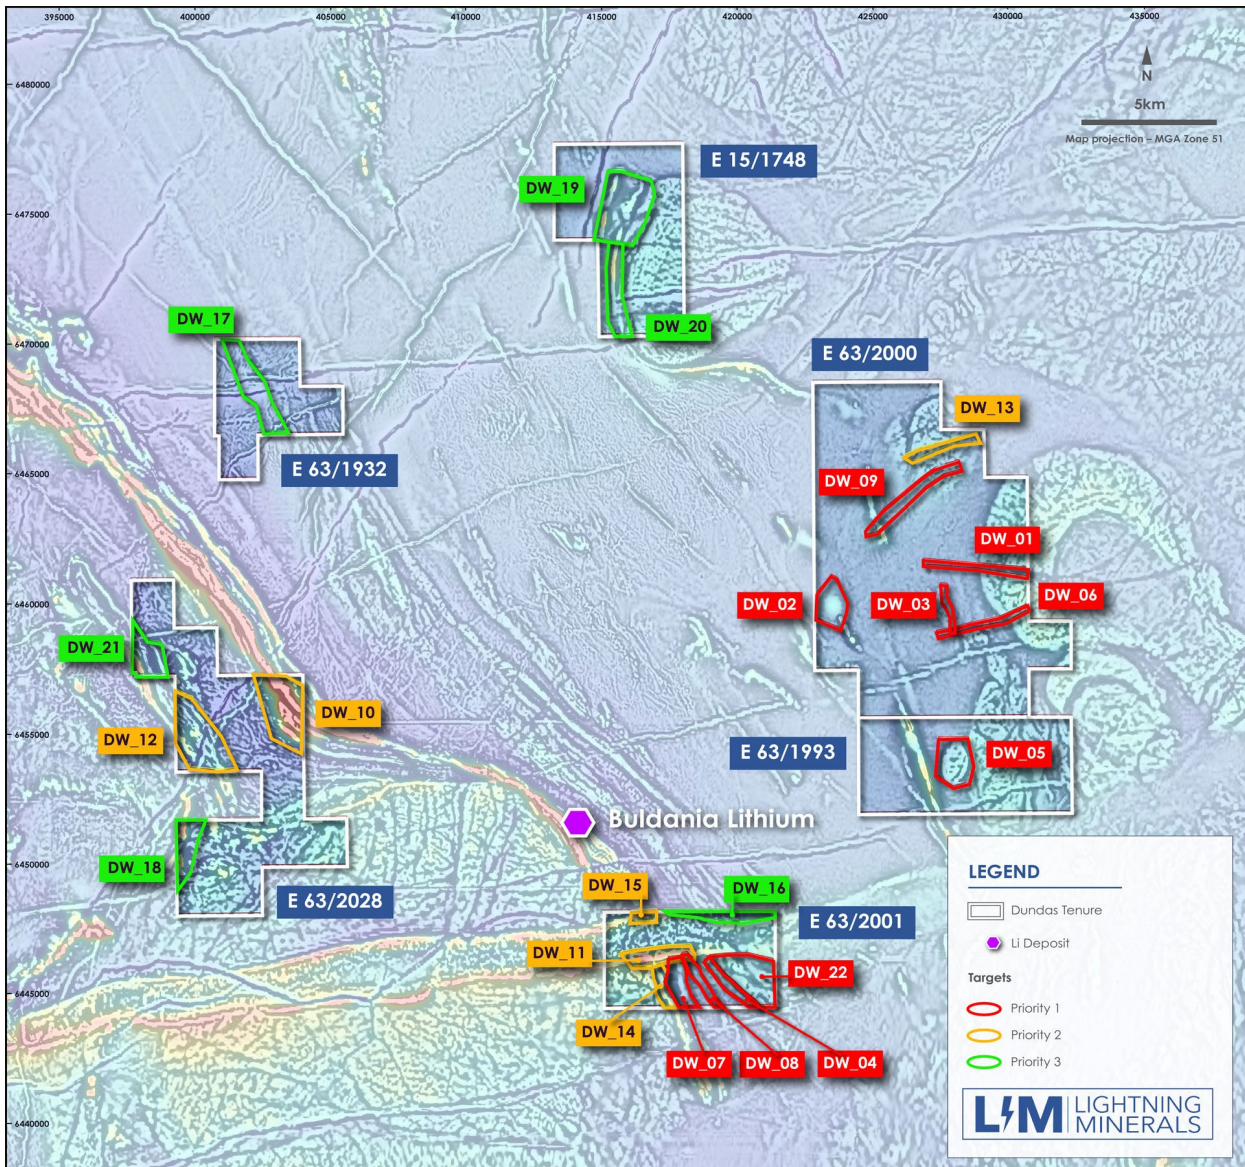 395000 400000 405000 410000 415000 420000 425000 430000 435000
6480000
N
5km
Map projection – MGA Zone 51
E 15/1748
DW_19
6475000
DW_17
DW_20
6470000
E 63/2000
DW_13
E 63/1932
6465000
DW_09
DW_01
6460000
DW_02
DW_03
DW_06
DW_21
DW_10
6455000
DW_12
E 63/1993
DW_05
Buldania Lithium
6450000
DW_18
E 63/2028
DW_15
DW_16
E 63/2001
DW_11
DW_22
6445000
DW_14
DW_07
DW_08
DW_04
6440000
LEGEND
Dundas Tenure
Li Deposit
Targets
Priority 1
Priority 2
Priority 3
LM LIGHTNING
MINERALS